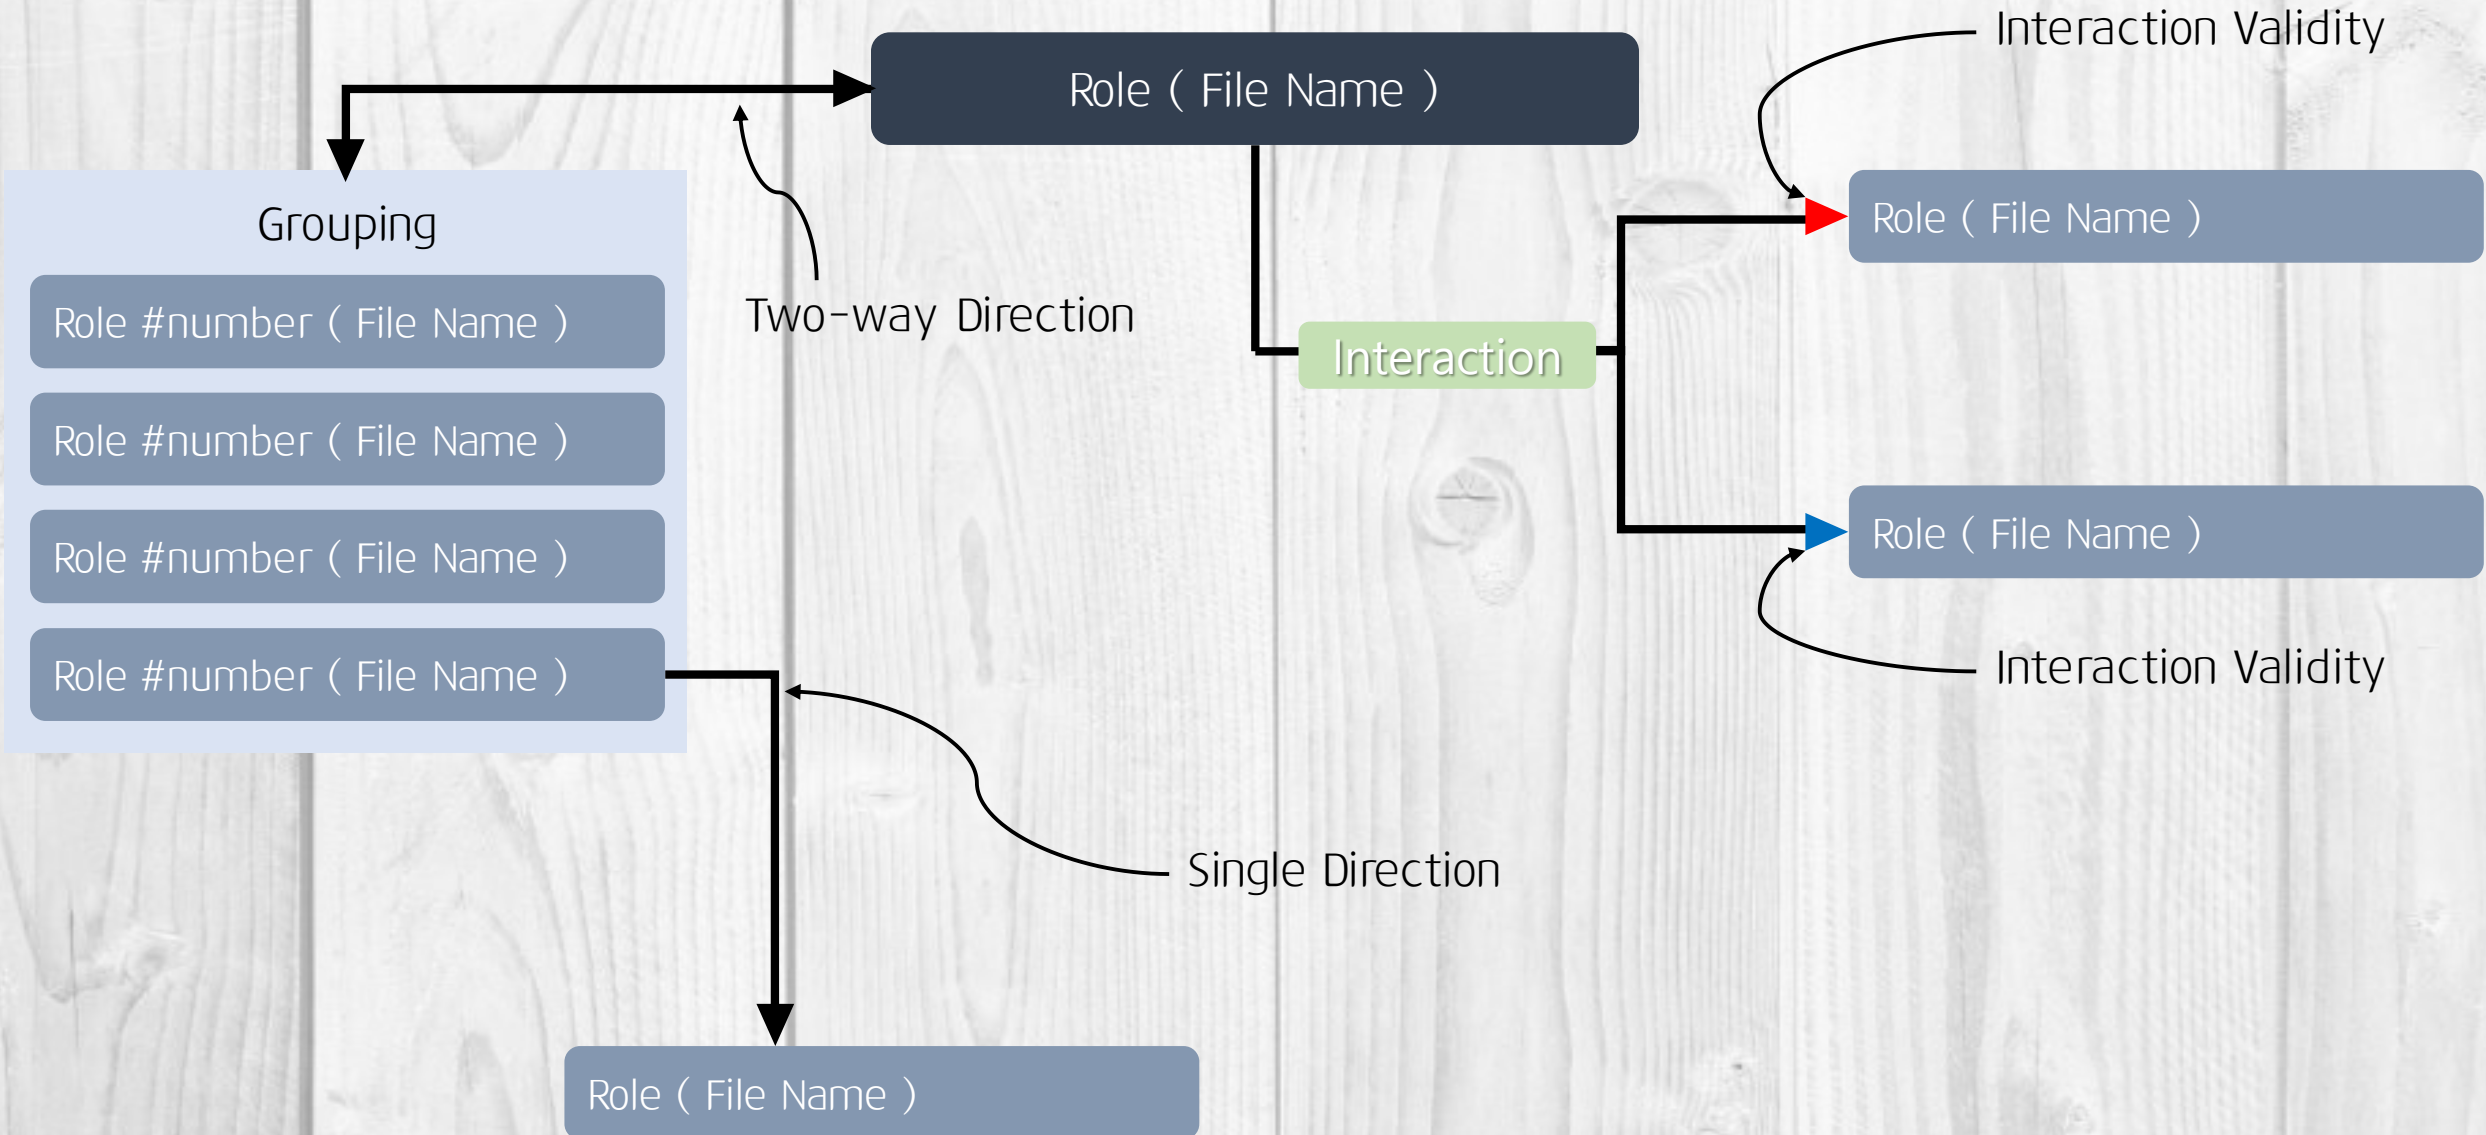 Interaction Validity
Role ( File Name )
Grouping
Role #number ( File Name )
Role #number ( File Name )
Role #number ( File Name )
Role #number ( File Name )
Two-way Direction
Interaction
Role ( File Name )
Role ( File Name )
Interaction Validity
Single Direction
Role ( File Name )